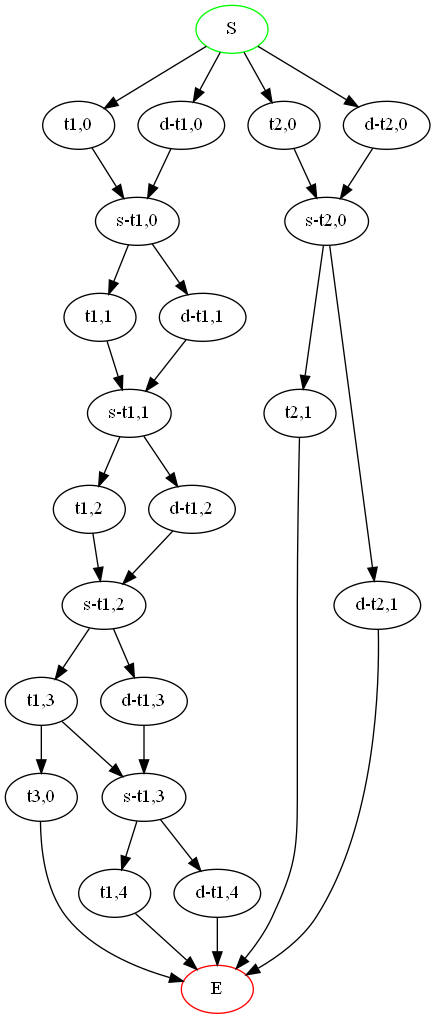 S
t1,0
d-t1,0
t2,0
d-t2,0
s-t1,0
s-t2,0
t1,1
d-t1,1
s-t1,1
t2,1
t1,2
d-t1,2
s-t1,2
d-t2,1
t1,3
d-t1,3
t3,0
s-t1,3
t1,4
d-t1,4
E